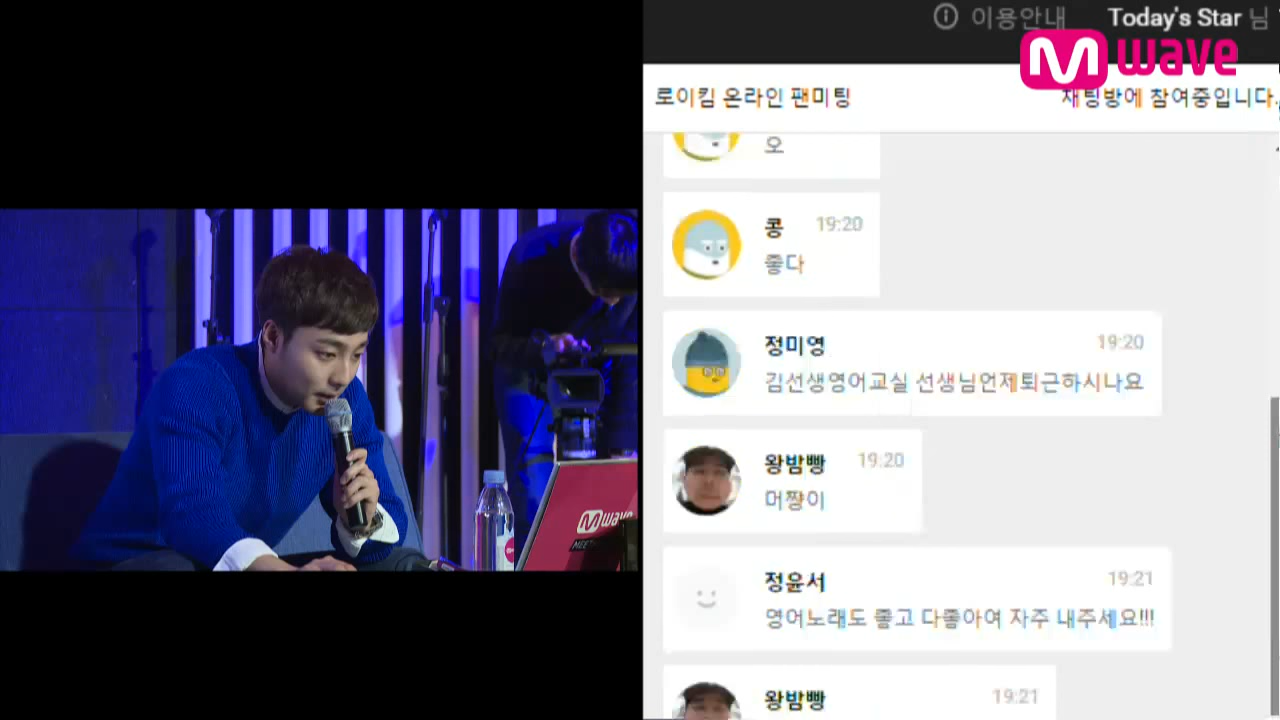 이용안내 Today's Star 님
M wave
로이킴 온라인 팬미팅 채팅방에 참여중입니다.
오
콩 19:20
좋다
정미영 19:20
김선생영어교실 선생님언제퇴근하시나요
왕밤빵 19:20
머쨩이
정윤서 19:21
영어노래도 좋고 다좋아여 자주 내주세요!!!
왕밤빵 19:21
M wave
MEET